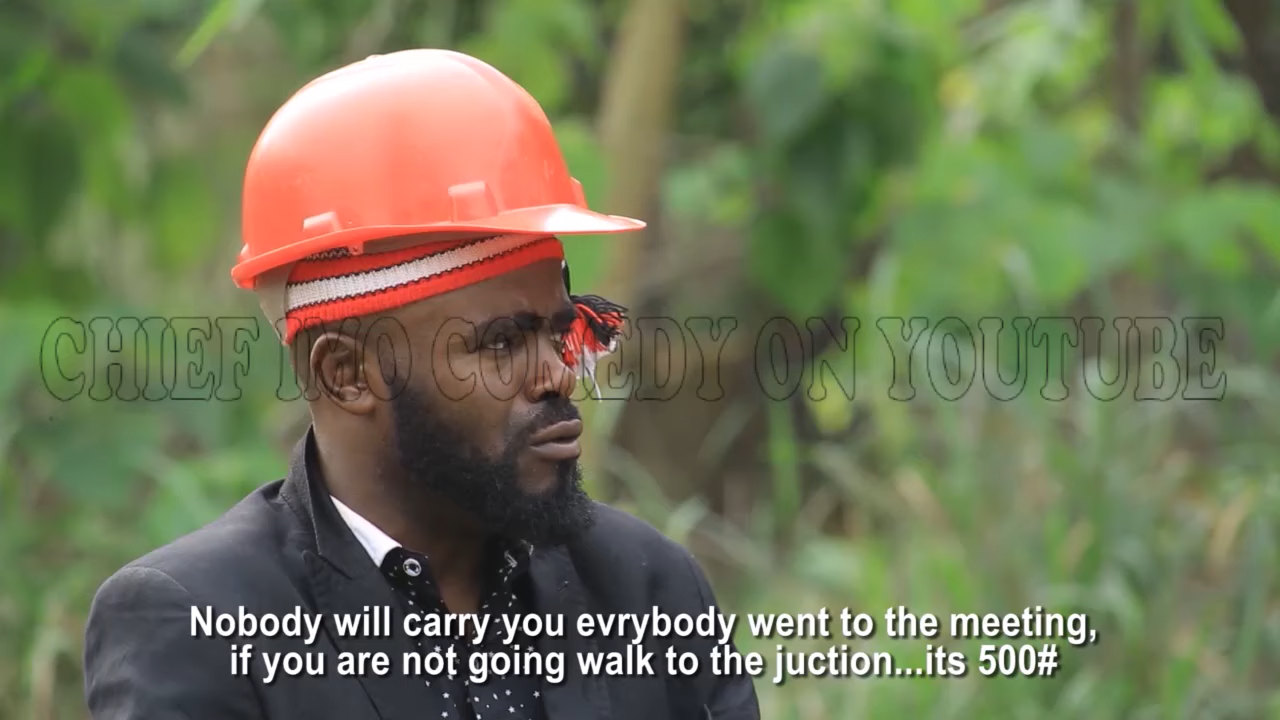 CHIEF IMO COMEDY ON YOUTUBE
Nobody will carry you evrybody went to the meeting,
if you are not going walk to the juction...its 500#